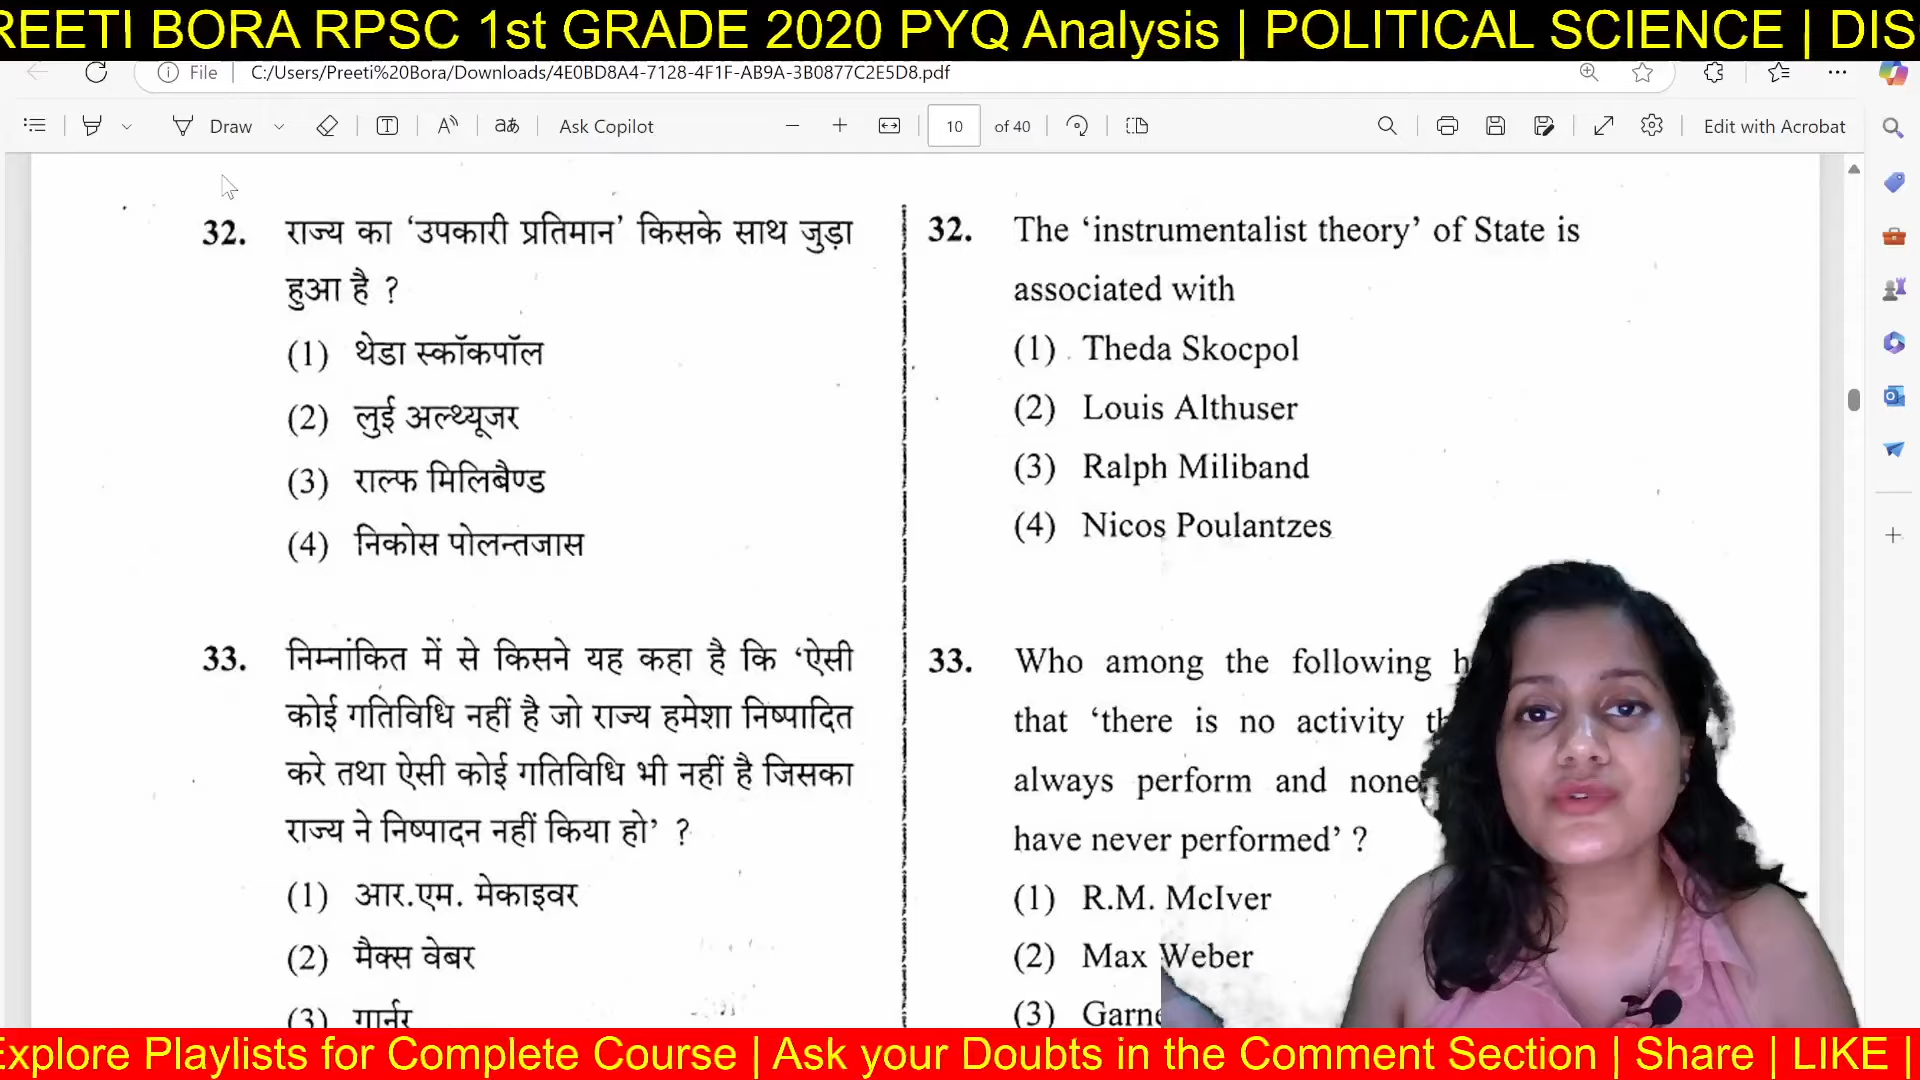 REETI BORA RPSC 1st GRADE 2020 PYQ Analysis | POLITICAL SCIENCE | DIS
File | C:/Users/Preeti%20Bora/Downloads/4E0BD8A4-7128-4F1F-AB9A-3B0877C2E5D8.pdf
Draw
Ask Copilot
10 of 40
Edit with Acrobat
32. राज्य का ‘उपकारी प्रतिमान’ किसके साथ जुड़ा
हुआ है ?
(1) थेडा स्कॉकपॉल
(2) लुई अल्थ्यूजर
(3) राल्फ मिलिबैण्ड
(4) निकोस पोलन्तजास
33. निम्नांकित में से किसने यह कहा है कि ‘ऐसी
कोई गतिविधि नहीं है जो राज्य हमेशा निष्पादित
करे तथा ऐसी कोई गतिविधि भी नहीं है जिसका
राज्य ने निष्पादन नहीं किया हो’ ?
(1) आर.एम. मेकाइवर
(2) मैक्स वेबर
(3) गार्नर
32. The ‘instrumentalist theory’ of State is
associated with
(1) Theda Skocpol
(2) Louis Althuser
(3) Ralph Miliband
(4) Nicos Poulantzes
33. Who among the following
that ‘there is no activity
always perform and none
have never performed’ ?
(1) R.M. McIver
(2) Max Weber
(3) Garne
Explore Playlists for Complete Course | Ask your Doubts in the Comment Section | Share | LIKE |